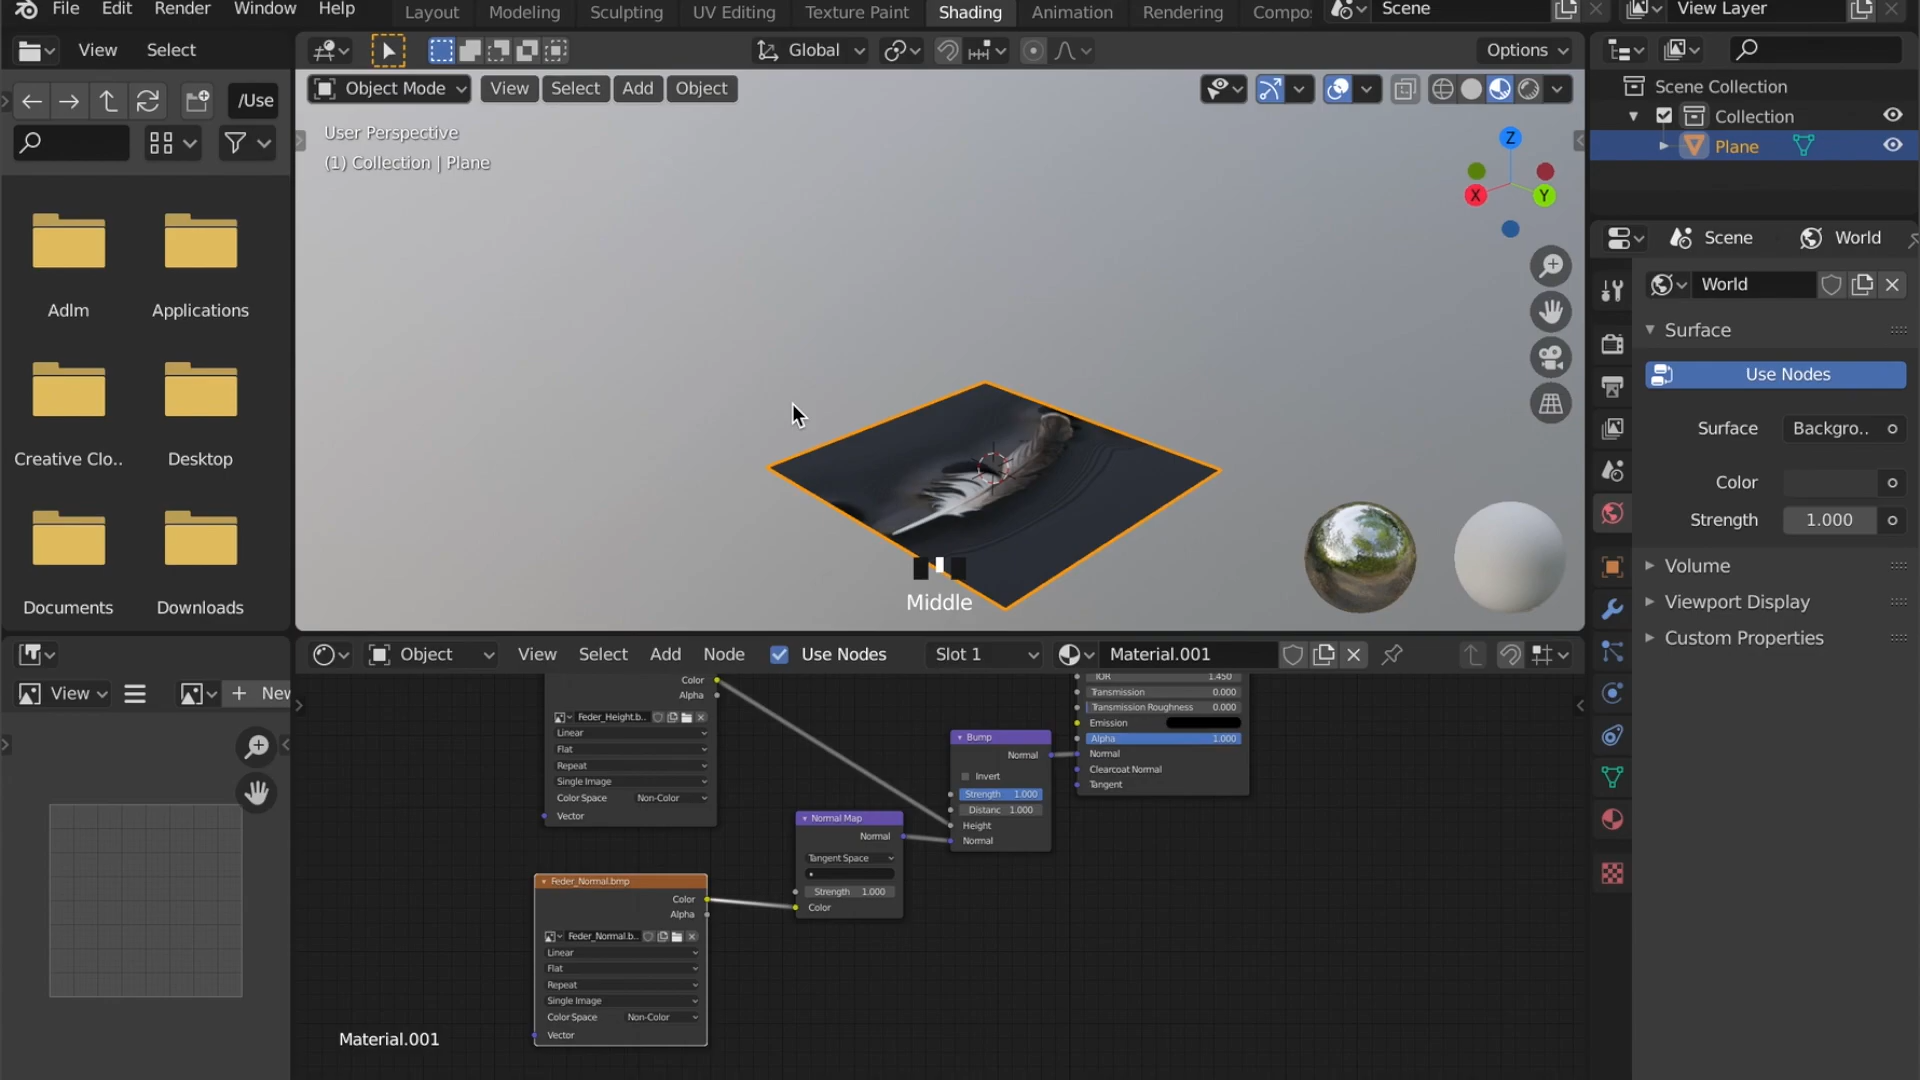 File Edit Render Window Help
Layout Modeling Sculpting UV Editing Texture Paint Shading Animation Rendering Compo:
Scene
View Layer
View Select
Global
Options
/Use
Object Mode
View Select Add Object
User Perspective
(1) Collection | Plane
Z
X
Y
Scene Collection
Collection
Plane
Scene World
World
Surface
Use Nodes
Surface Backgro..
Color
Strength 1.000
Volume
Viewport Display
Custom Properties
Adlm
Applications
Creative Clo..
Desktop
Documents
Downloads
Middle
Object
View Select Add Node
Use Nodes
Slot 1
Material.001
View
New
Color
Alpha
Feder_Height.b..
Linear
Flat
Repeat
Single Image
Color Space Non-Color
Vector
Feder_Normal.bmp
Color
Alpha
Feder_Normal.b..
Linear
Flat
Repeat
Single Image
Color Space Non-Color
Vector
Normal Map
Normal
Tangent Space
Strength 1.000
Color
Bump
Normal
Invert
Strength 1.000
Distanc 1.000
Height
Normal
IOR 1.450
Transmission 0.000
Transmission Roughness 0.000
Emission
Alpha 1.000
Normal
Clearcoat Normal
Tangent
Material.001